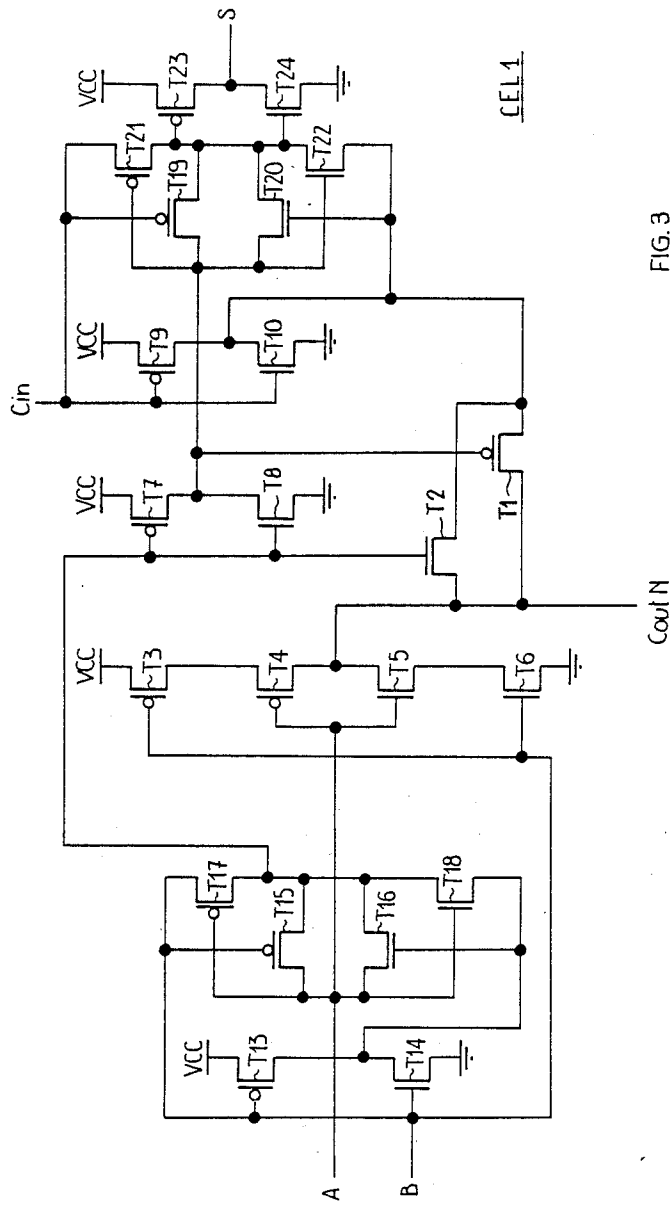 A
B
VCC
T13
T14
T15
T16
T17
T18
VCC
T3
T4
T5
T6
Cout N
VCC
T7
T8
T2
T1
Cin
VCC
T9
T10
T21
T19
T20
T22
VCC
T23
T24
S
CEL1
FIG. 3